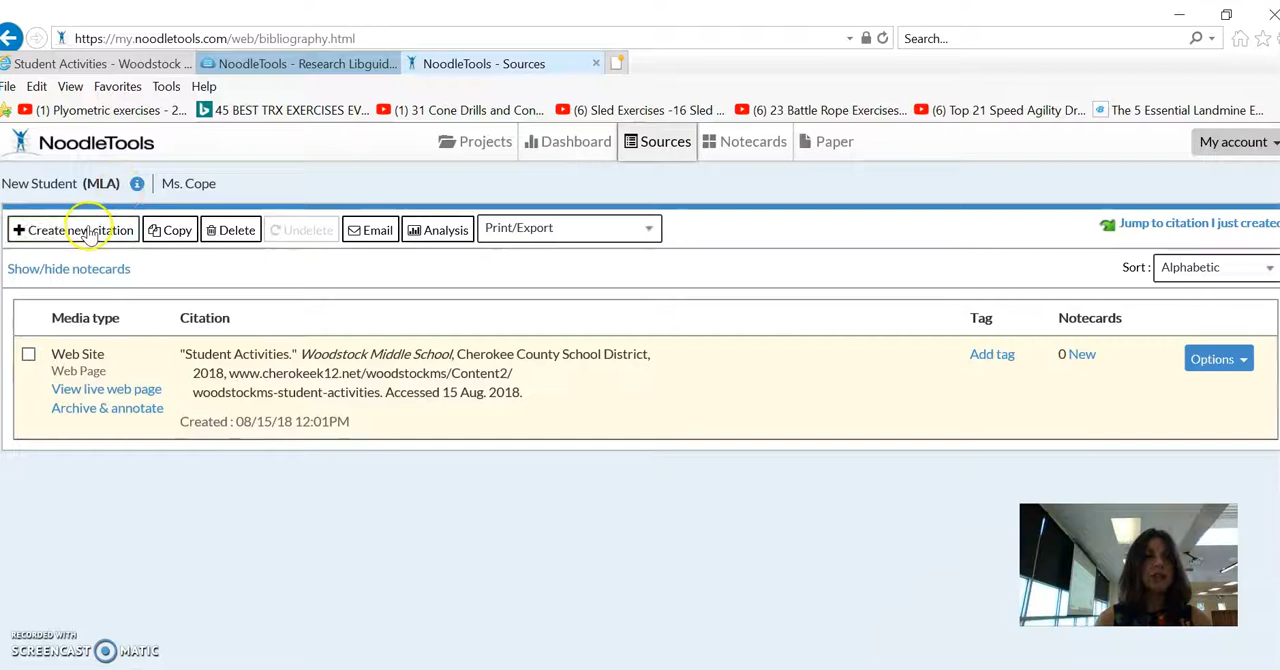 https://my.noodletools.com/web/bibliography.html
Search...
Student Activities - Woodstock ...
NoodleTools - Research Libguid...
NoodleTools - Sources
File Edit View Favorites Tools Help
(1) Plyometric exercises - 2... 45 BEST TRX EXERCISES EV... (1) 31 Cone Drills and Con... (6) Sled Exercises -16 Sled ... (6) 23 Battle Rope Exercises... (6) Top 21 Speed Agility Dr... The 5 Essential Landmine E...
NoodleTools Projects Dashboard Sources Notecards Paper My account
New Student (MLA) Ms. Cope
Create new citation Copy Delete Undelete Email Analysis Print/Export Jump to citation I just created
Show/hide notecards Sort : Alphabetic
Media type Citation Tag Notecards
Web Site "Student Activities." Woodstock Middle School, Cherokee County School District, Add tag 0 New Options
Web Page 2018, www.cherokeek12.net/woodstockms/Content2/
View live web page woodstockms-student-activities. Accessed 15 Aug. 2018.
Archive & annotate
Created : 08/15/18 12:01PM
RECORDED WITH
SCREENCAST MATIC